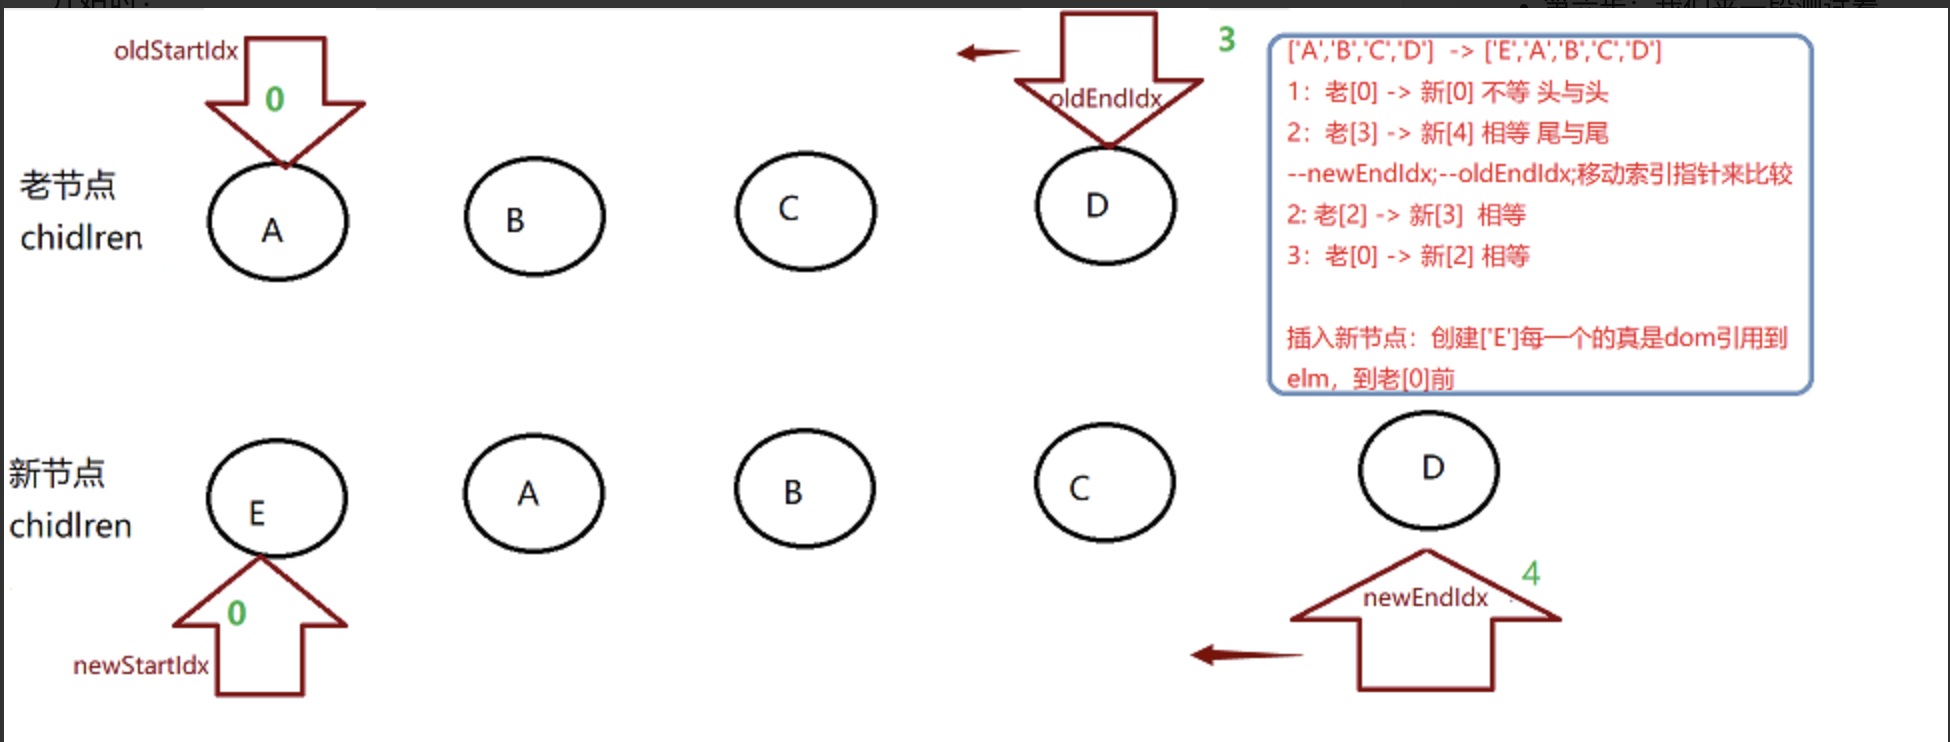 oldStartIdx
0
oldEndIdx
3
['A','B','C','D'] -> ['E','A','B','C','D']
1：老[0] -> 新[0] 不等 头与头
2：老[3] -> 新[4] 相等 尾与尾
--newEndIdx;--oldEndIdx;移动索引指针来比较
2: 老[2] -> 新[3] 相等
3：老[0] -> 新[2] 相等
插入新节点：创建['E']每一个的真是dom引用到
elm，到老[0]前
老节点
chidlren
A
B
C
D
新节点
chidlren
E
A
B
C
D
0
newStartIdx
newEndIdx
4